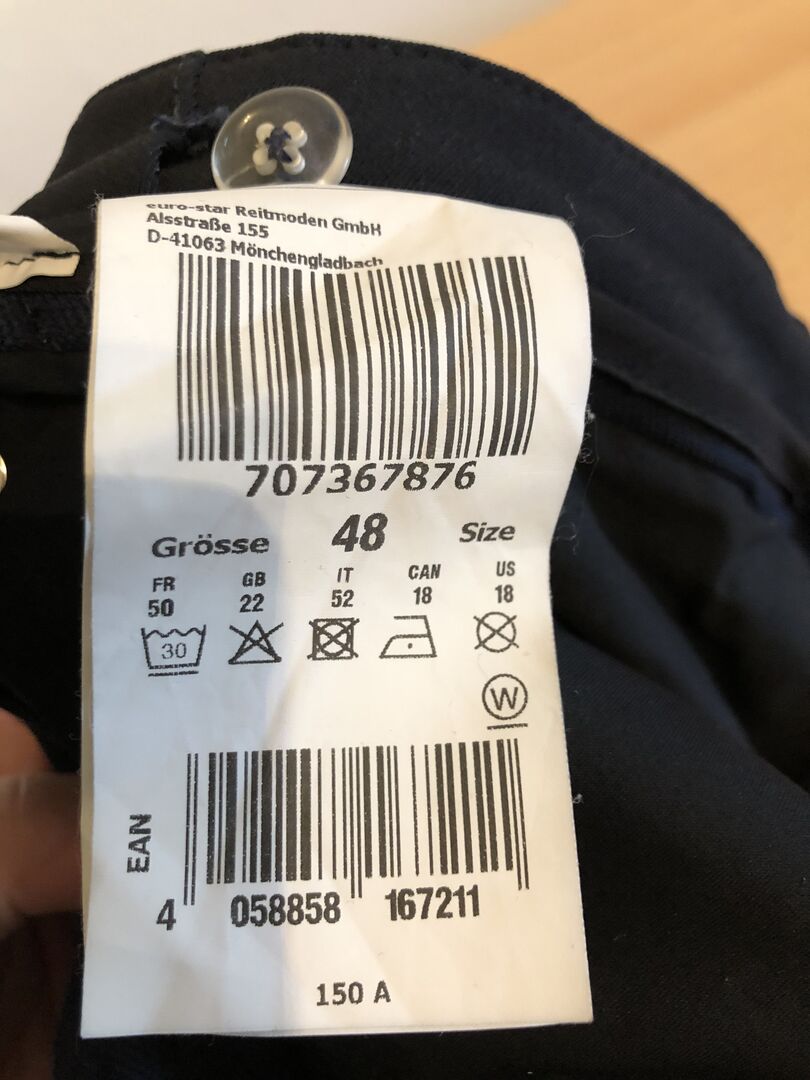 euro-star Reitmoden GmbH
Alsstraße 155
D-41063 Mönchengladbach
707367876
Grösse 48 Size
FR GB IT CAN US
50 22 52 18 18
30
W
EAN
4 058858 167211
150 A